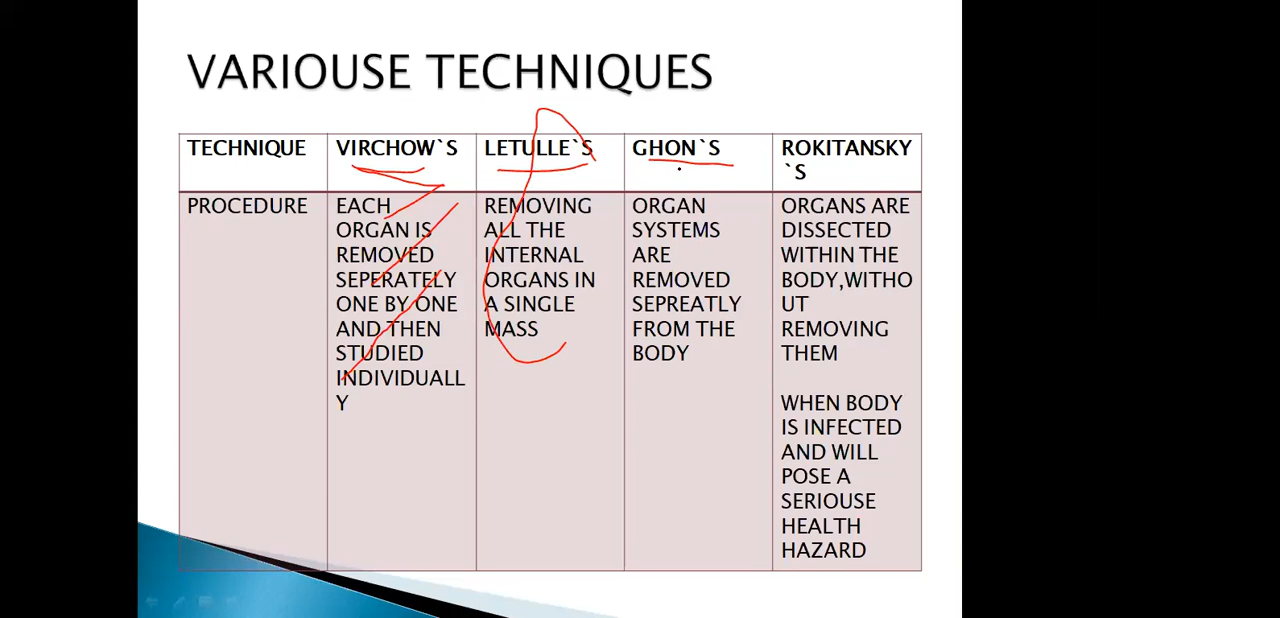 VARIOUSE TECHNIQUES
TECHNIQUE
VIRCHOW`S
LETULLE`S
GHON`S
ROKITANSKY
`S
PROCEDURE
EACH
ORGAN IS
REMOVED
SEPERATELY
ONE BY ONE
AND THEN
STUDIED
INDIVIDUALL
Y
REMOVING
ALL THE
INTERNAL
ORGANS IN
A SINGLE
MASS
ORGAN
SYSTEMS
ARE
REMOVED
SEPREATLY
FROM THE
BODY
ORGANS ARE
DISSECTED
WITHIN THE
BODY,WITHO
UT
REMOVING
THEM
WHEN BODY
IS INFECTED
AND WILL
POSE A
SERIOUSE
HEALTH
HAZARD